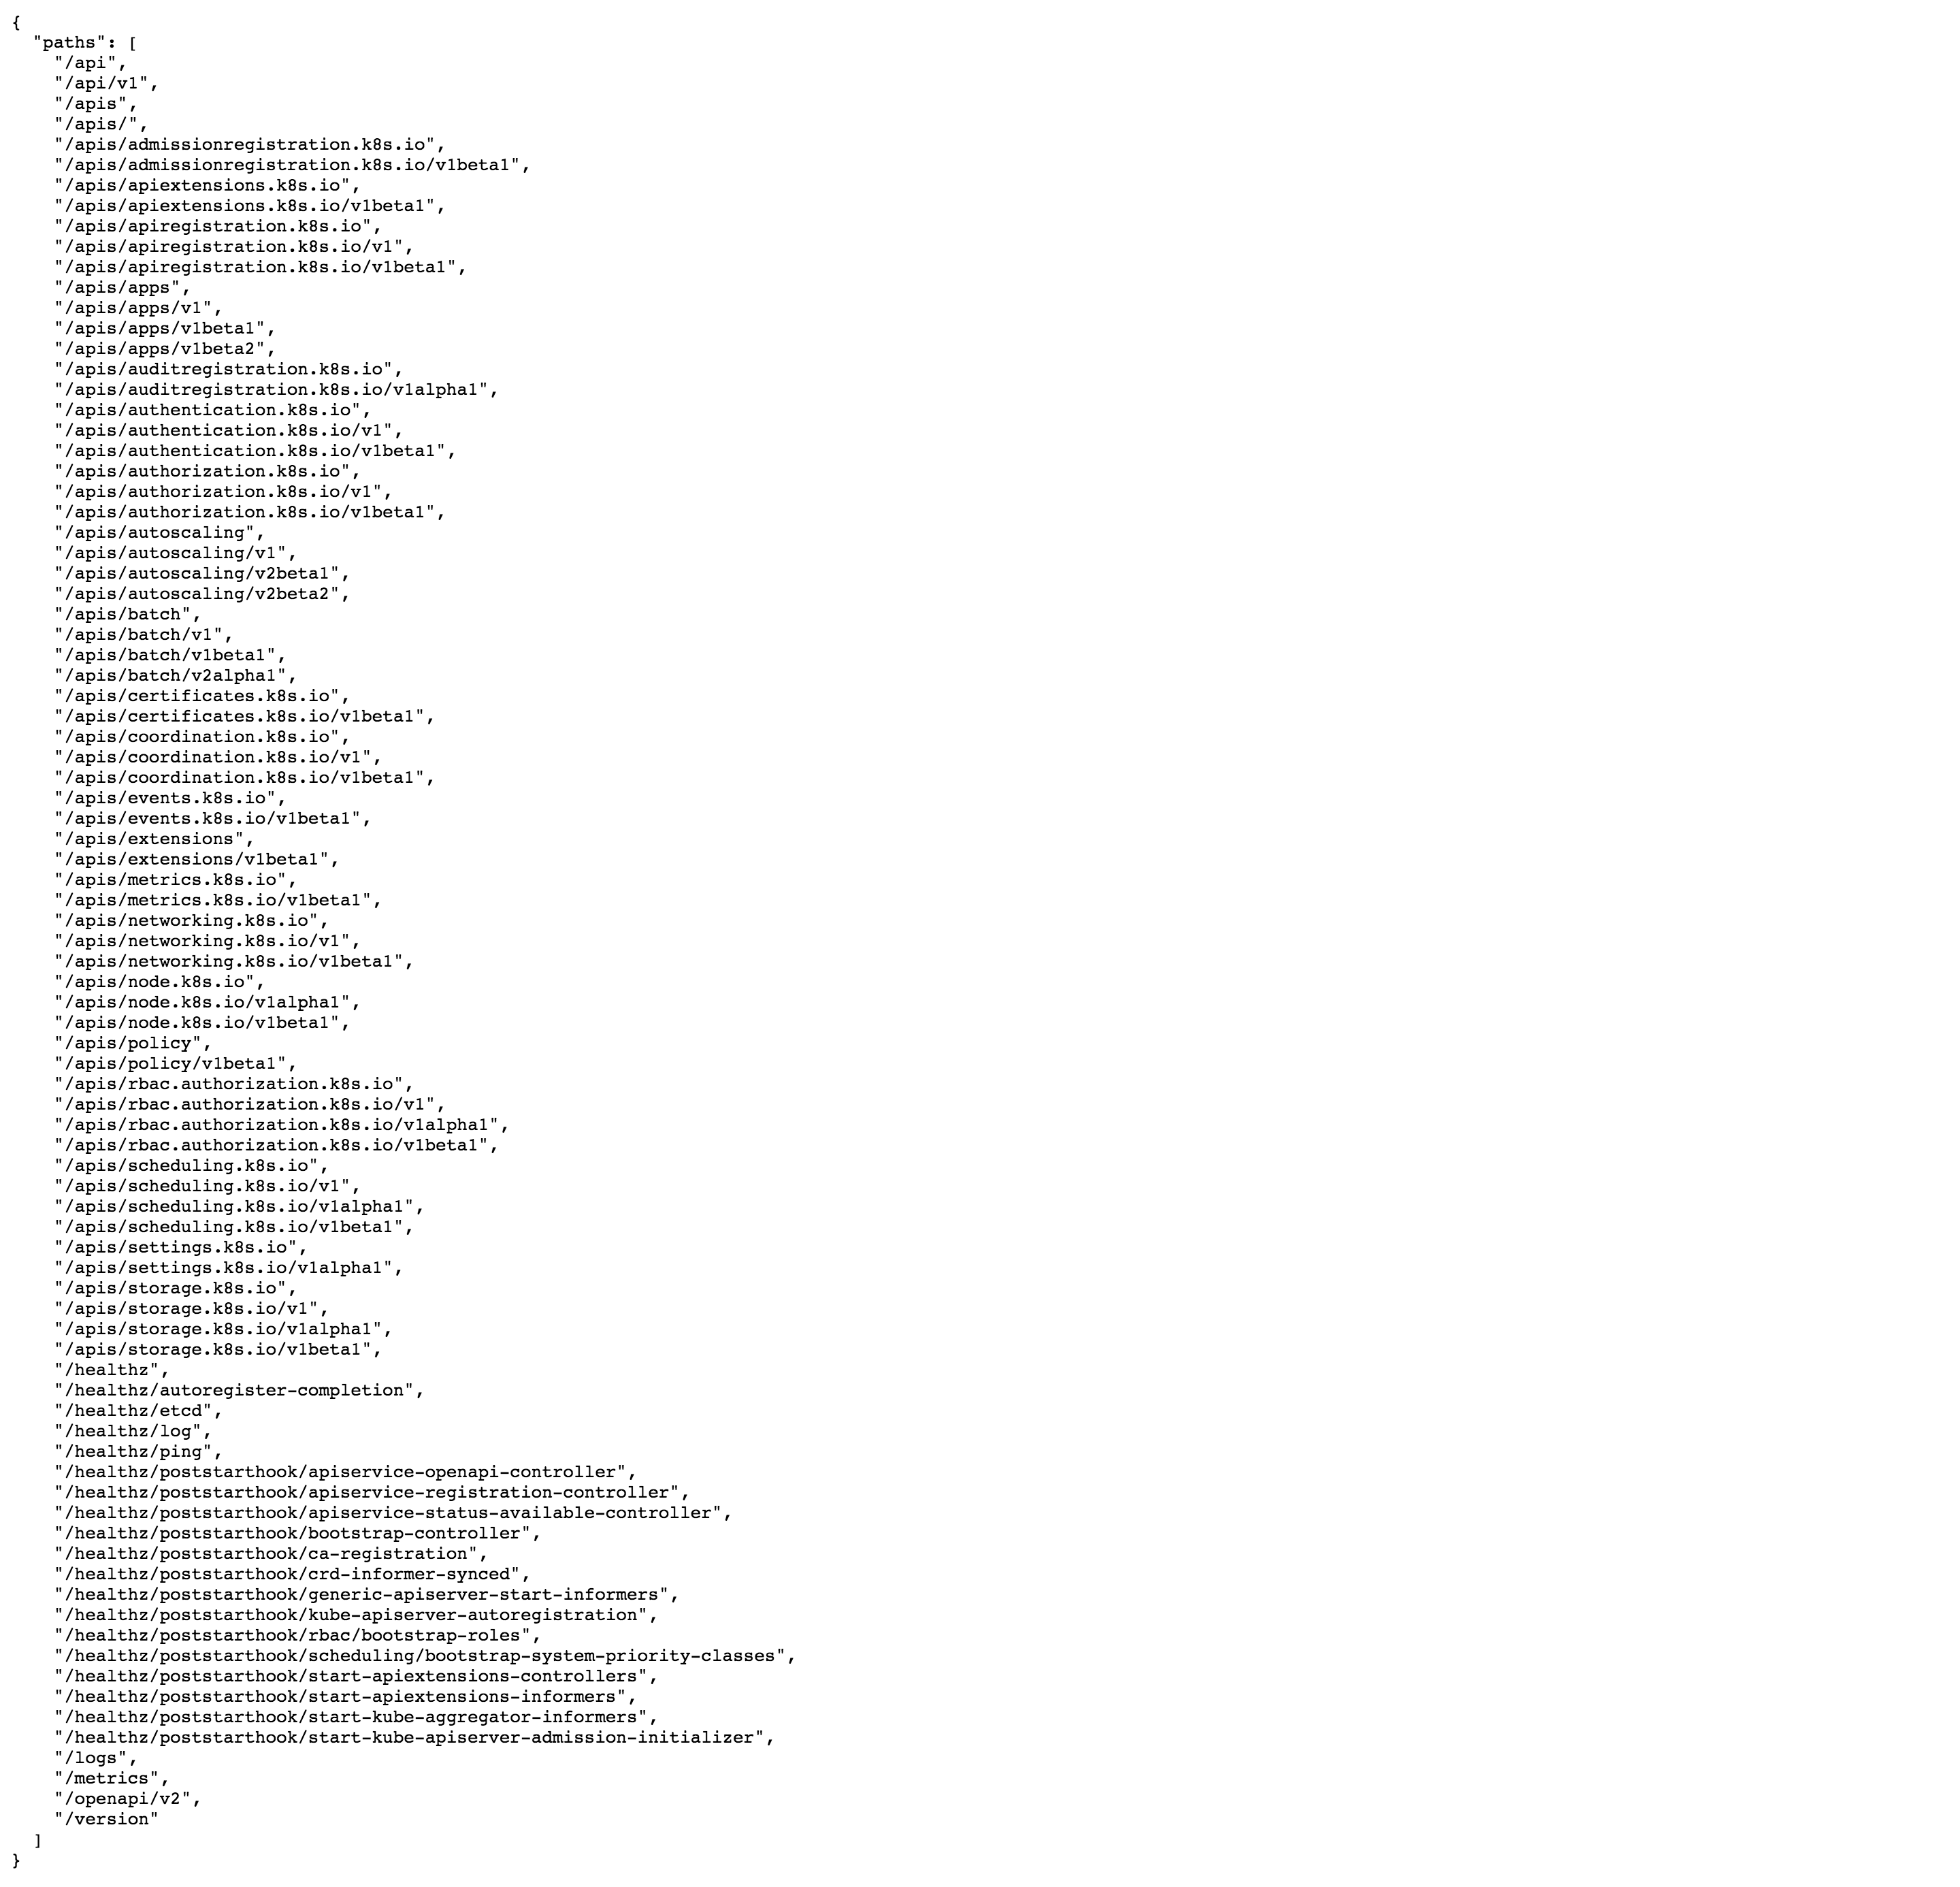 {
  "paths": [
    "/api",
    "/api/v1",
    "/apis",
    "/apis/",
    "/apis/admissionregistration.k8s.io",
    "/apis/admissionregistration.k8s.io/v1beta1",
    "/apis/apiextensions.k8s.io",
    "/apis/apiextensions.k8s.io/v1beta1",
    "/apis/apiregistration.k8s.io",
    "/apis/apiregistration.k8s.io/v1",
    "/apis/apiregistration.k8s.io/v1beta1",
    "/apis/apps",
    "/apis/apps/v1",
    "/apis/apps/v1beta1",
    "/apis/apps/v1beta2",
    "/apis/auditregistration.k8s.io",
    "/apis/auditregistration.k8s.io/v1alpha1",
    "/apis/authentication.k8s.io",
    "/apis/authentication.k8s.io/v1",
    "/apis/authentication.k8s.io/v1beta1",
    "/apis/authorization.k8s.io",
    "/apis/authorization.k8s.io/v1",
    "/apis/authorization.k8s.io/v1beta1",
    "/apis/autoscaling",
    "/apis/autoscaling/v1",
    "/apis/autoscaling/v2beta1",
    "/apis/autoscaling/v2beta2",
    "/apis/batch",
    "/apis/batch/v1",
    "/apis/batch/v1beta1",
    "/apis/batch/v2alpha1",
    "/apis/certificates.k8s.io",
    "/apis/certificates.k8s.io/v1beta1",
    "/apis/coordination.k8s.io",
    "/apis/coordination.k8s.io/v1",
    "/apis/coordination.k8s.io/v1beta1",
    "/apis/events.k8s.io",
    "/apis/events.k8s.io/v1beta1",
    "/apis/extensions",
    "/apis/extensions/v1beta1",
    "/apis/metrics.k8s.io",
    "/apis/metrics.k8s.io/v1beta1",
    "/apis/networking.k8s.io",
    "/apis/networking.k8s.io/v1",
    "/apis/networking.k8s.io/v1beta1",
    "/apis/node.k8s.io",
    "/apis/node.k8s.io/v1alpha1",
    "/apis/node.k8s.io/v1beta1",
    "/apis/policy",
    "/apis/policy/v1beta1",
    "/apis/rbac.authorization.k8s.io",
    "/apis/rbac.authorization.k8s.io/v1",
    "/apis/rbac.authorization.k8s.io/v1alpha1",
    "/apis/rbac.authorization.k8s.io/v1beta1",
    "/apis/scheduling.k8s.io",
    "/apis/scheduling.k8s.io/v1",
    "/apis/scheduling.k8s.io/v1alpha1",
    "/apis/scheduling.k8s.io/v1beta1",
    "/apis/settings.k8s.io",
    "/apis/settings.k8s.io/v1alpha1",
    "/apis/storage.k8s.io",
    "/apis/storage.k8s.io/v1",
    "/apis/storage.k8s.io/v1alpha1",
    "/apis/storage.k8s.io/v1beta1",
    "/healthz",
    "/healthz/autoregister-completion",
    "/healthz/etcd",
    "/healthz/log",
    "/healthz/ping",
    "/healthz/poststarthook/apiservice-openapi-controller",
    "/healthz/poststarthook/apiservice-registration-controller",
    "/healthz/poststarthook/apiservice-status-available-controller",
    "/healthz/poststarthook/bootstrap-controller",
    "/healthz/poststarthook/ca-registration",
    "/healthz/poststarthook/crd-informer-synced",
    "/healthz/poststarthook/generic-apiserver-start-informers",
    "/healthz/poststarthook/kube-apiserver-autoregistration",
    "/healthz/poststarthook/rbac/bootstrap-roles",
    "/healthz/poststarthook/scheduling/bootstrap-system-priority-classes",
    "/healthz/poststarthook/start-apiextensions-controllers",
    "/healthz/poststarthook/start-apiextensions-informers",
    "/healthz/poststarthook/start-kube-aggregator-informers",
    "/healthz/poststarthook/start-kube-apiserver-admission-initializer",
    "/logs",
    "/metrics",
    "/openapi/v2",
    "/version"
  ]
}